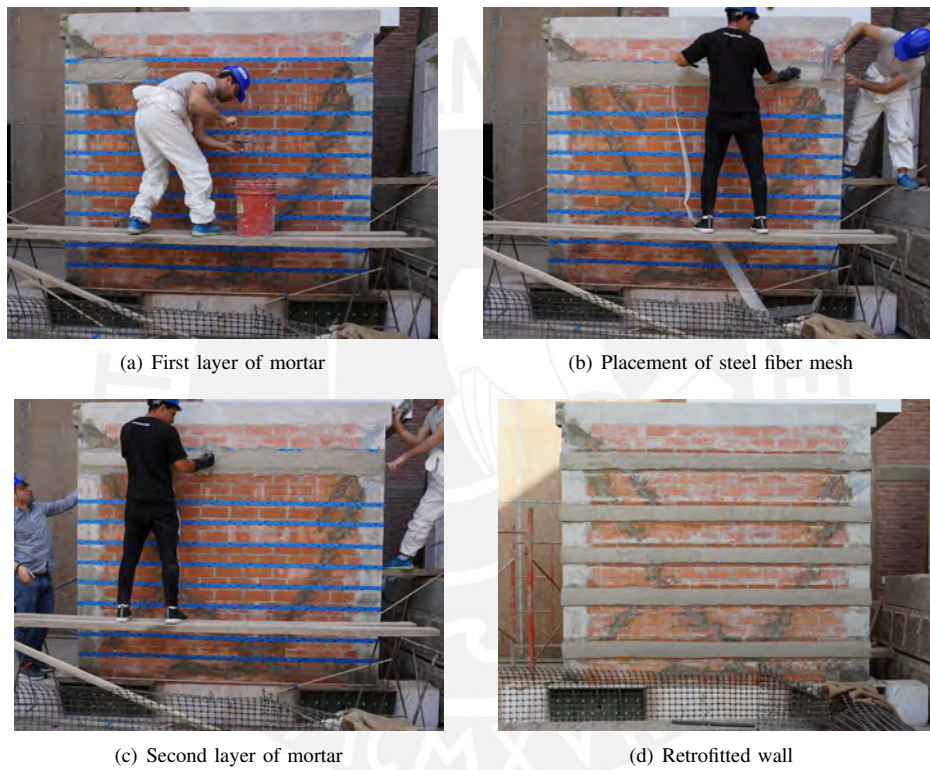 (a) First layer of mortar
(b) Placement of steel fiber mesh
(c) Second layer of mortar
(d) Retrofitted wall